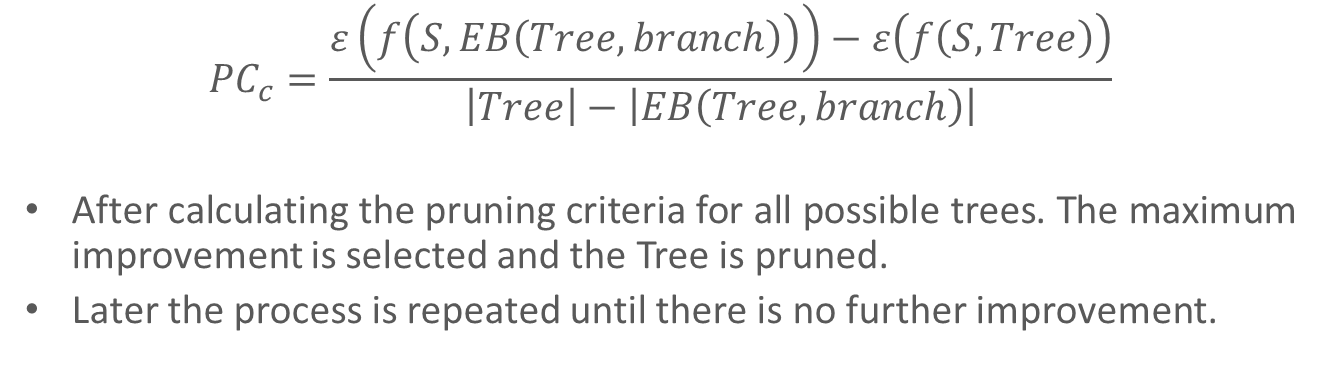 PC_c = \frac{ε(f(S, EB(Tree, branch))) − ε(f(S, Tree))}{|Tree| − |EB(Tree, branch)|}
• After calculating the pruning criteria for all possible trees. The maximum
improvement is selected and the Tree is pruned.
• Later the process is repeated until there is no further improvement.